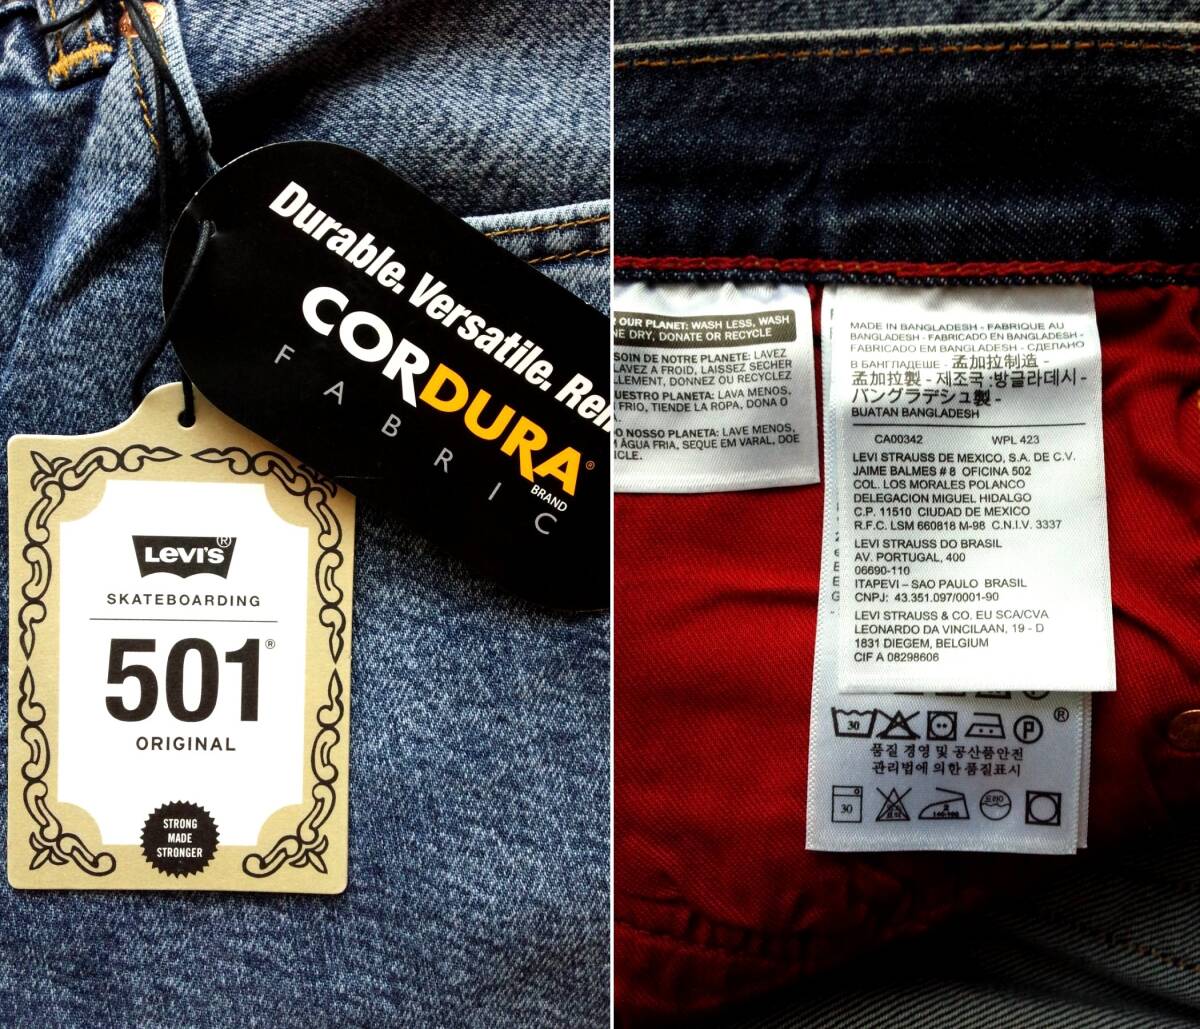 Durable. Versatile.
CORDURA®
BRAND
FABRIC
LEVI'S®
SKATEBOARDING
501®
ORIGINAL
STRONG
MADE
STRONGER
OUR PLANET: WASH LESS, WASH
NE DRY, DONATE OR RECYCLE
SOIN DE NOTRE PLANETE: LAVEZ
LAVEZ A FROID, LAISSEZ SECHER
LLEMENT, DONNEZ OU RECYCLEZ
UESTRO PLANETA: LAVA MENOS,
FRIO, TIENDE LA ROPA, DONA O
O NOSSO PLANETA: LAVE MENOS,
M ÁGUA FRIA, SEQUE EM VARAL, DOE
ICLE.
MADE IN BANGLADESH - FABRIQUE AU
BANGLADESH - FABRICADO EN BANGLADESH -
FABRICADO EM BANGLADESH - СДЕЛАНО
В БАНГЛАДЕШЕ - 孟加拉制造 -
孟加拉製 - 제조국 :방글라데시 -
バングラデシュ製 -
BUATAN BANGLADESH
CA00342 WPL 423
LEVI STRAUSS DE MEXICO, S.A. DE C.V.
JAIME BALMES # 8 OFICINA 502
COL. LOS MORALES POLANCO
DELEGACION MIGUEL HIDALGO
C.P. 11510 CIUDAD DE MEXICO
R.F.C. LSM 660818 M-98 C.N.I.V. 3337
LEVI STRAUSS DO BRASIL
AV. PORTUGAL, 400
06690-110
ITAPEVI – SAO PAULO BRASIL
CNPJ: 43.351.097/0001-90
LEVI STRAUSS & CO. EU SCA/CVA
LEONARDO DA VINCILAAN, 19 - D
1831 DIEGEM, BELGIUM
CIF A 08298606
30 P ®
품질 경영 및 공산품안전
관리법에 의한 품질표시
30